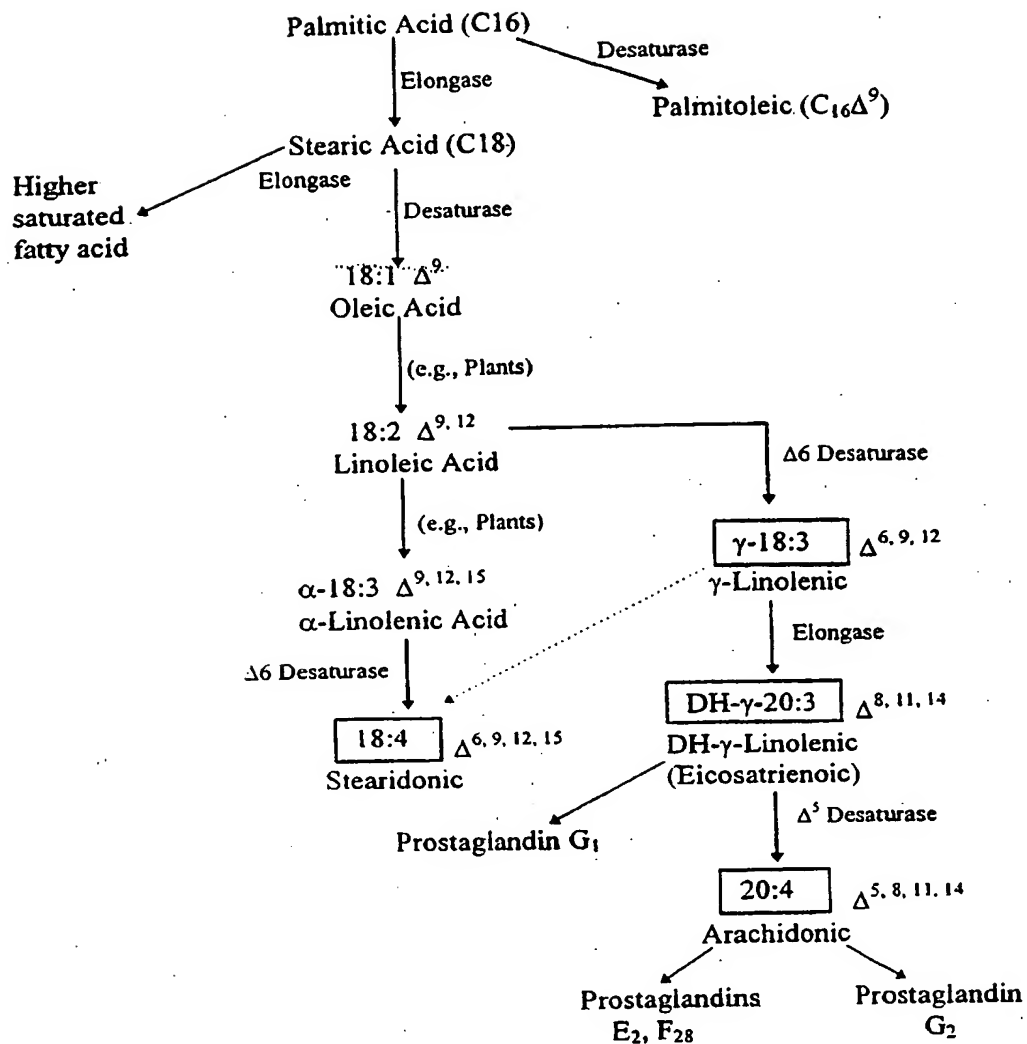 Palmitic Acid (C16)
Desaturase
Elongase
Palmitoleic (C₁₆Δ⁹)
Stearic Acid (C18)
Elongase
Higher
saturated
fatty acid
Desaturase
18:1 Δ⁹
Oleic Acid
(e.g., Plants)
18:2 Δ⁹, ¹²
Linoleic Acid
Δ6 Desaturase
(e.g., Plants)
γ-18:3 Δ⁶, ⁹, ¹²
γ-Linolenic
α-18:3 Δ⁹, ¹², ¹⁵
α-Linolenic Acid
Elongase
Δ6 Desaturase
DH-γ-20:3 Δ⁸, ¹¹, ¹⁴
DH-γ-Linolenic
(Eicosatrienoic)
18:4 Δ⁶, ⁹, ¹², ¹⁵
Stearidonic
Δ⁵ Desaturase
Prostaglandin G₁
20:4 Δ⁵, ⁸, ¹¹, ¹⁴
Arachidonic
Prostaglandins
E₂, F₂₈
Prostaglandin
G₂